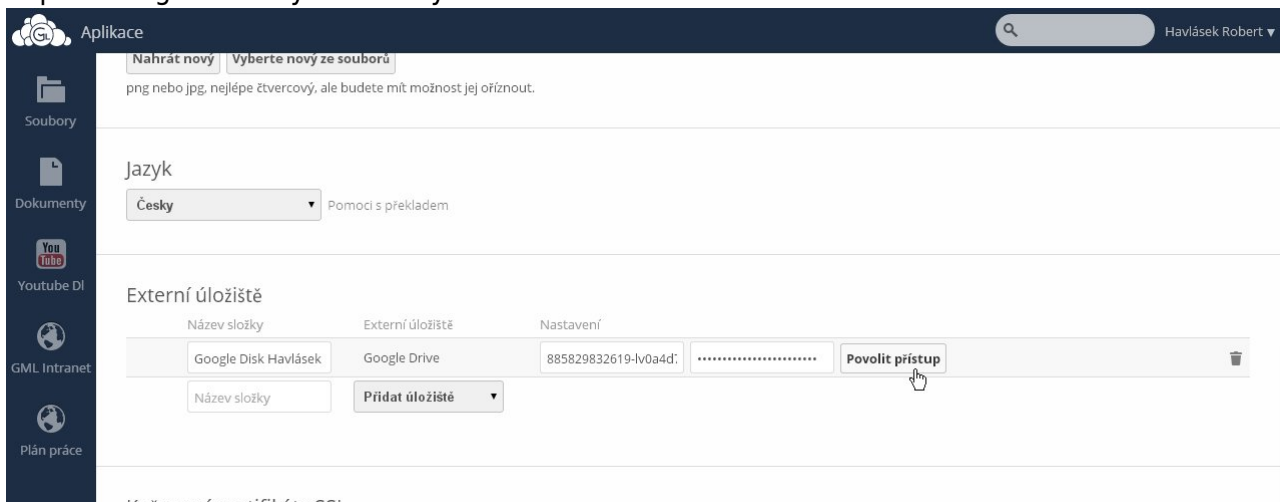 GL Aplikace
Havlásek Robert ▾
Nahrát nový Vyberte nový ze souborů
png nebo jpg, nejlépe čtvercový, ale budete mít možnost jej oříznout.
Soubory
Dokumenty
You Tube
Youtube Dl
GML Intranet
Plán práce
Jazyk
Česky Pomoci s překladem
Externí úložiště
Název složky Externí úložiště Nastavení
Google Disk Havlásek Google Drive 885829832619-lv0a4d7 •••••••••••••••••••••••• Povolit přístup
Název složky Přidat úložiště